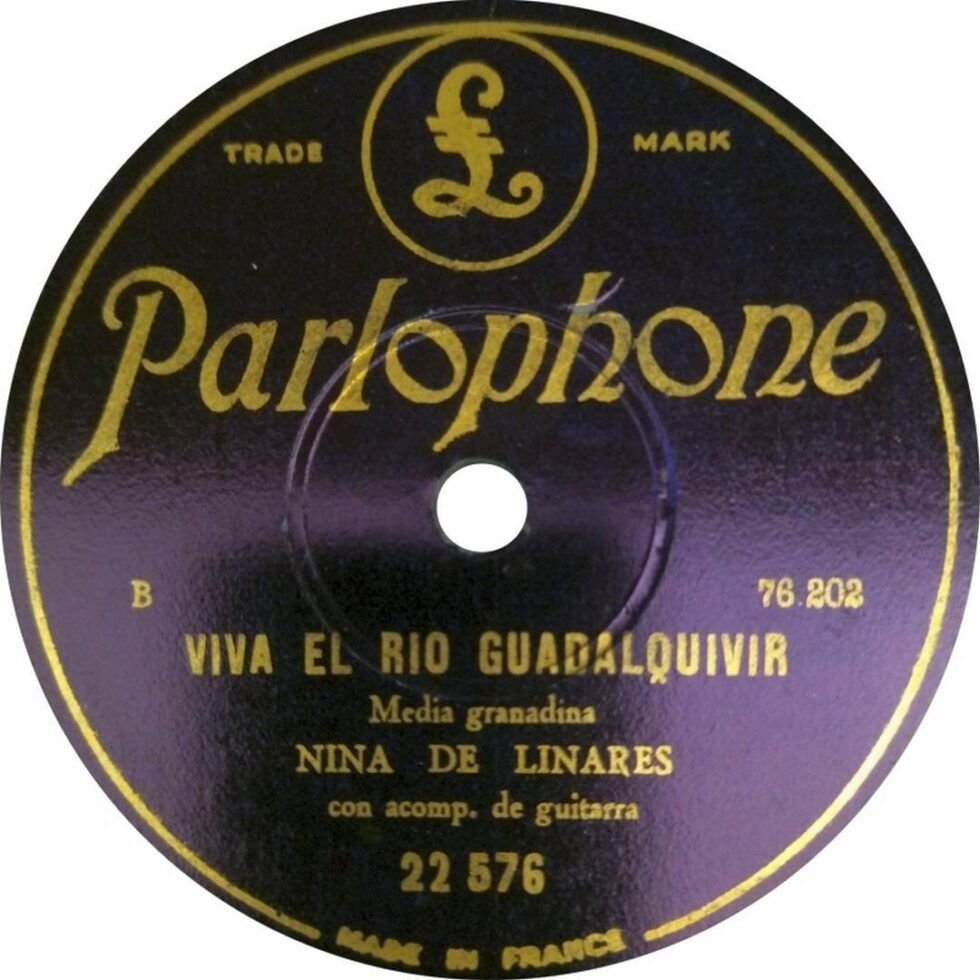 £
TRADE MARK
Parlophone
B 76.202
VIVA EL RIO GUADALQUIVIR
Media granadina
NINA DE LINARES
con acomp. de guitarra
22 576
MADE IN FRANCE